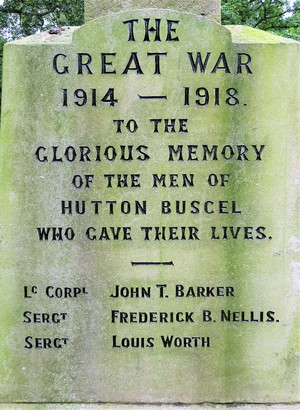 THE
GREAT WAR
1914 — 1918.
TO THE
GLORIOUS MEMORY
OF THE MEN OF
HUTTON BUSCEL
WHO GAVE THEIR LIVES.
Lc CORPL JOHN T. BARKER
SERGT FREDERICK B. NELLIS.
SERGT LOUIS WORTH